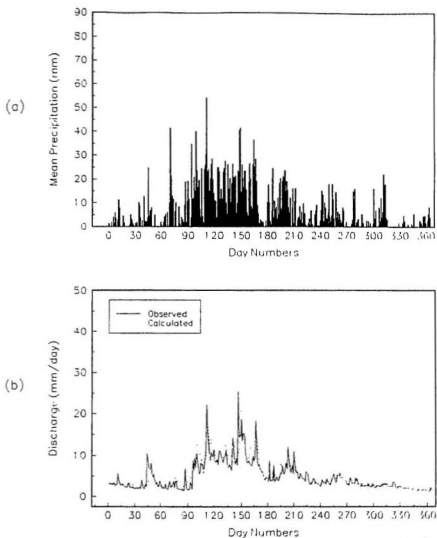 (a)
Mean Precipitation (mm)
90
80
70
60
50
40
30
20
10
0
0 30 60 90 120 150 180 210 240 270 300 330 360
Day Numbers
(b)
Discharge (mm/day)
50
40
30
20
10
0
Observed
Calculated
0 30 60 90 120 150 180 210 240 270 300 330 360
Day Numbers